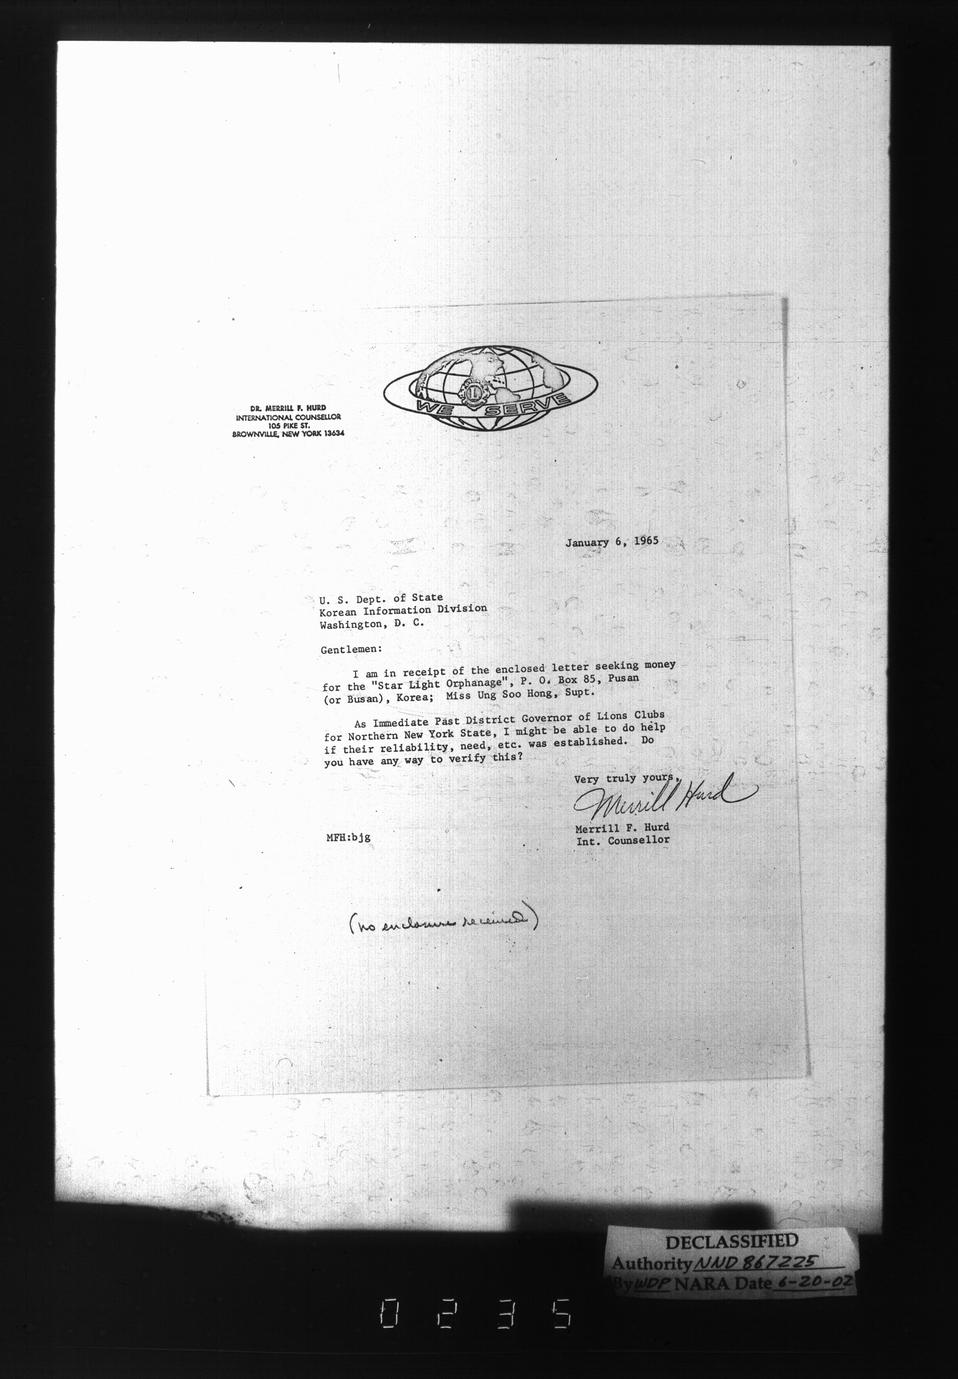 DR. MERRILL F. HURD
INTERNATIONAL COUNSELLOR
105 PIKE ST.
BROWNVILLE, NEW YORK 13634
L
WE SERVE
January 6, 1965
U. S. Dept. of State
Korean Information Division
Washington, D. C.
Gentlemen:
I am in receipt of the enclosed letter seeking money
for the "Star Light Orphanage", P. O. Box 85, Pusan
(or Busan), Korea; Miss Ung Soo Hong, Supt.
As Immediate Past District Governor of Lions Clubs
for Northern New York State, I might be able to do help
if their reliability, need, etc. was established. Do
you have any way to verify this?
Very truly yours,
Merrill Hurd
Merrill F. Hurd
Int. Counsellor
MFH:bjg
(no enclosure received)
DECLASSIFIED
Authority NND 867225
By WDP NARA Date 6-20-02
0235